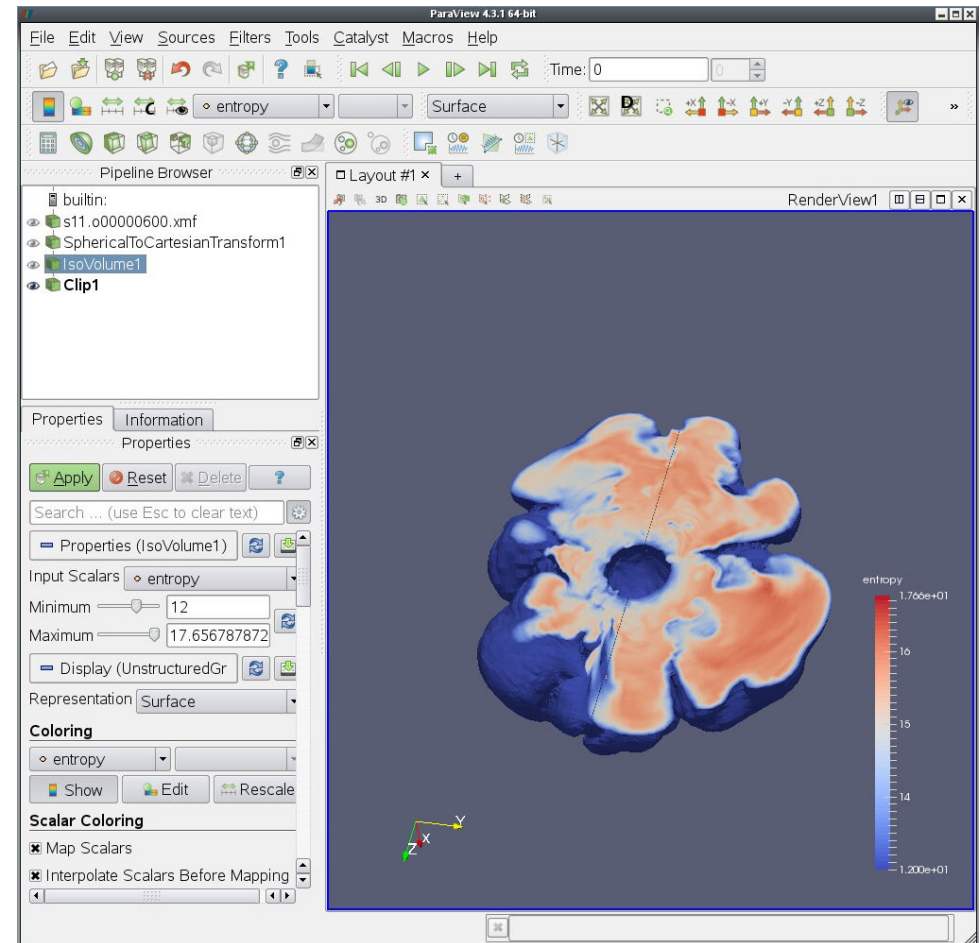 ParaView 4.3.1 64-bit
File Edit View Sources Filters Tools Catalyst Macros Help
Time: 0 0
entropy Surface +X -X +Y -Y +Z -Z »
Pipeline Browser
builtin:
s11.o00000600.xmf
SphericalToCartesianTransform1
IsoVolume1
Clip1
Layout #1 × +
3D RenderView1
Properties Information
Properties
Apply Reset Delete ?
Search ... (use Esc to clear text)
Properties (IsoVolume1)
Input Scalars entropy
Minimum 12
Maximum 17.656787872
Display (UnstructuredGr
Representation Surface
Coloring
entropy
Show Edit Rescale
Scalar Coloring
Map Scalars
Interpolate Scalars Before Mapping
entropy
1.766e+01
16
15
14
1.200e+01
Y
X
Z